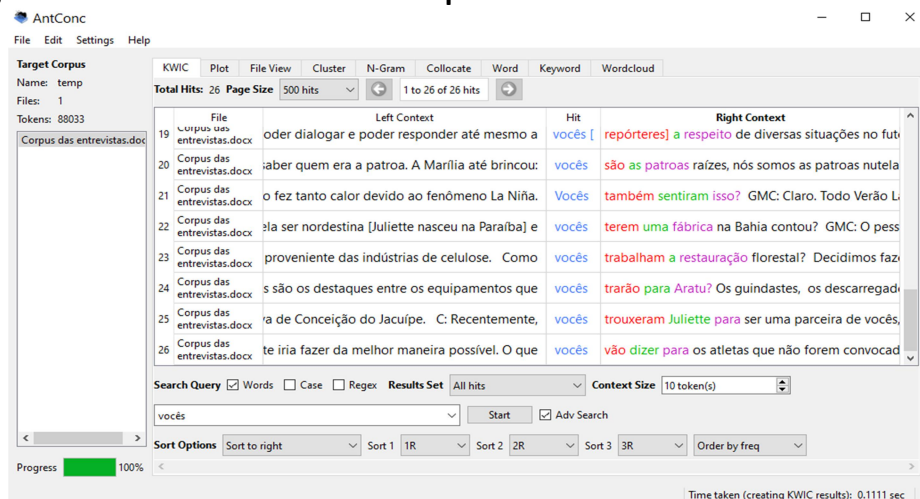 AntConc
File Edit Settings Help
Target Corpus
Name: temp
Files: 1
Tokens: 88033
Corpus das entrevistas.doc
Progress 100%
KWIC Plot File View Cluster N-Gram Collocate Word Keyword Wordcloud
Total Hits: 26 Page Size 500 hits 1 to 26 of 26 hits
File Left Context Hit Right Context
19 Corpus das entrevistas.docx oder dialogar e poder responder até mesmo a vocês [ repórteres] a respeito de diversas situações no fut
20 Corpus das entrevistas.docx saber quem era a patroa. A Marília até brincou: vocês são as patroas raízes, nós somos as patroas nutela
21 Corpus das entrevistas.docx o fez tanto calor devido ao fenômeno La Niña. Vocês também sentiram isso? GMC: Claro. Todo Verão L
22 Corpus das entrevistas.docx ela ser nordestina [Juliette nasceu na Paraíba] e vocês terem uma fábrica na Bahia contou? GMC: O pess
23 Corpus das entrevistas.docx proveniente das indústrias de celulose. Como vocês trabalham a restauração florestal? Decidimos faz
24 Corpus das entrevistas.docx s são os destaques entre os equipamentos que vocês trarão para Aratu? Os guindastes, os descarregad
25 Corpus das entrevistas.docx a de Conceição do Jacuípe. C: Recentemente, vocês trouxeram Juliette para ser uma parceira de vocês,
26 Corpus das entrevistas.docx te iria fazer da melhor maneira possível. O que vocês vão dizer para os atletas que não forem convocad
Search Query Words Case Regex Results Set All hits Context Size 10 token(s)
vocês Start Adv Search
Sort Options Sort to right Sort 1 1R Sort 2 2R Sort 3 3R Order by freq
Time taken (creating KWIC results): 0.1111 sec